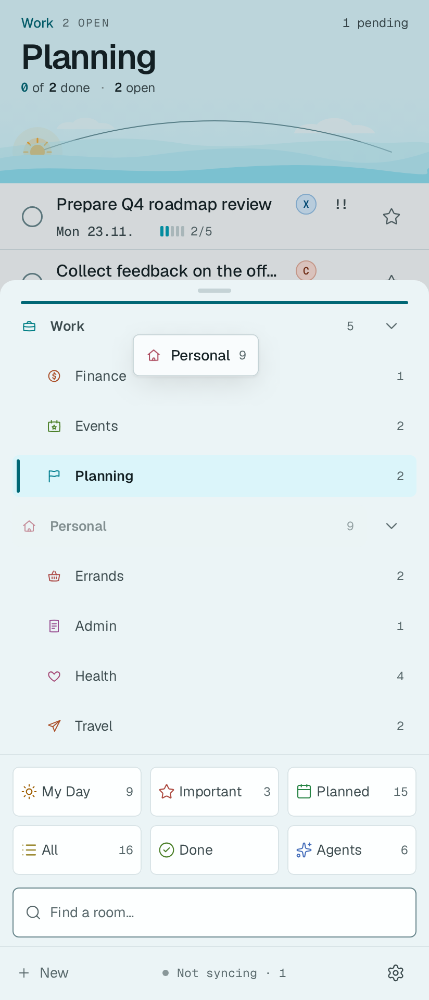 Work 2 OPEN 1 pending
Planning
0 of 2 done · 2 open
Prepare Q4 roadmap review X !!
Mon 23.11. 2/5
Collect feedback on the off… C
Work 5
Personal 9
Finance 1
Events 2
Planning 2
Personal 9
Errands 2
Admin 1
Health 4
Travel 2
My Day 9 Important 3 Planned 15
All 16 Done Agents 6
Find a room…
+ New Not syncing · 1